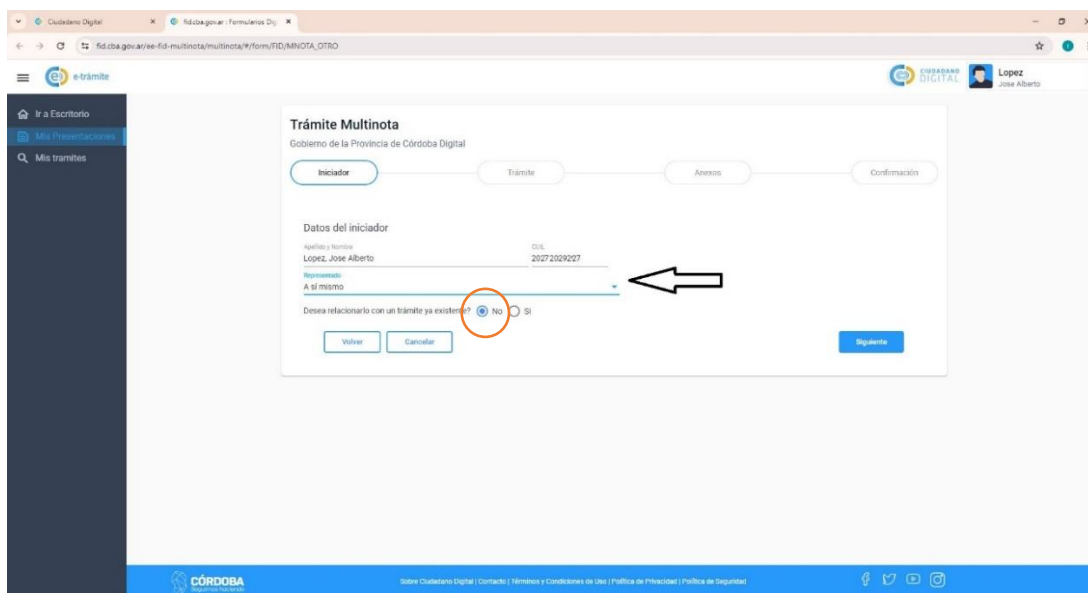 Ciudadano Digital
fid.cba.gov.ar : Formularios Dig
fid.cba.gov.ar/ee-fid-multinota/multinota/#/form/FID/MNOTA_OTRO
e-trámite
CIUDADANO
DIGITAL
Lopez
Jose Alberto
Ir a Escritorio
Mis Presentaciones
Mis tramites
Trámite Multinota
Gobierno de la Provincia de Córdoba Digital
Iniciador
Trámite
Anexos
Confirmación
Datos del iniciador
Apellido y Nombre
CUIL
Lopez, Jose Alberto
20272029227
Representado
A sí mismo
Desea relacionarlo con un trámite ya existente? No Si
Volver
Cancelar
Siguiente
CÓRDOBA
Seguimos haciendo
Sobre Ciudadano Digital | Contacto | Términos y Condiciones de Uso | Política de Privacidad | Política de Seguridad